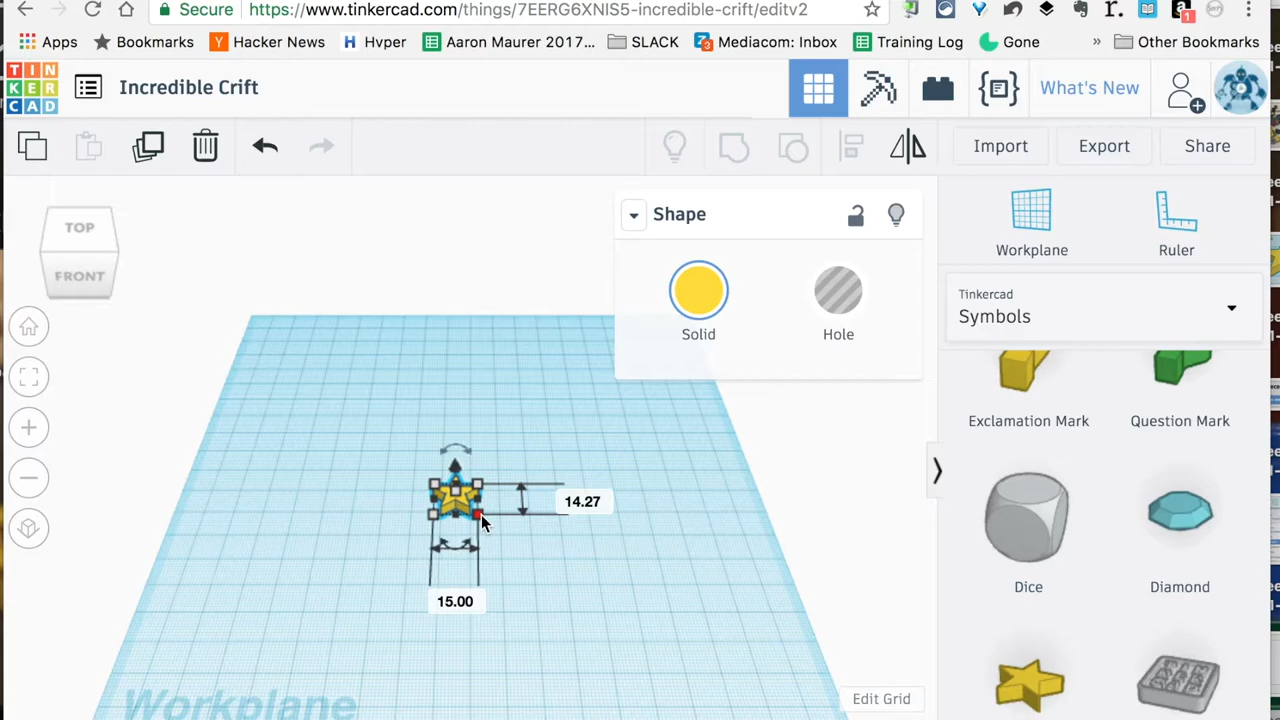 Secure https://www.tinkercad.com/things/7EERG6XNIS5-incredible-crift/editv2
Apps Bookmarks Hacker News Hyper Aaron Maurer 2017... SLACK Mediacom: Inbox Training Log Gone » Other Bookmarks
TIN
KER
CAD
Incredible Crift
What's New
Import Export Share
TOP
FRONT
Shape
Solid Hole
Workplane Ruler
Tinkercad
Symbols
Exclamation Mark Question Mark
14.27
15.00
Dice Diamond
Workplane
Edit Grid